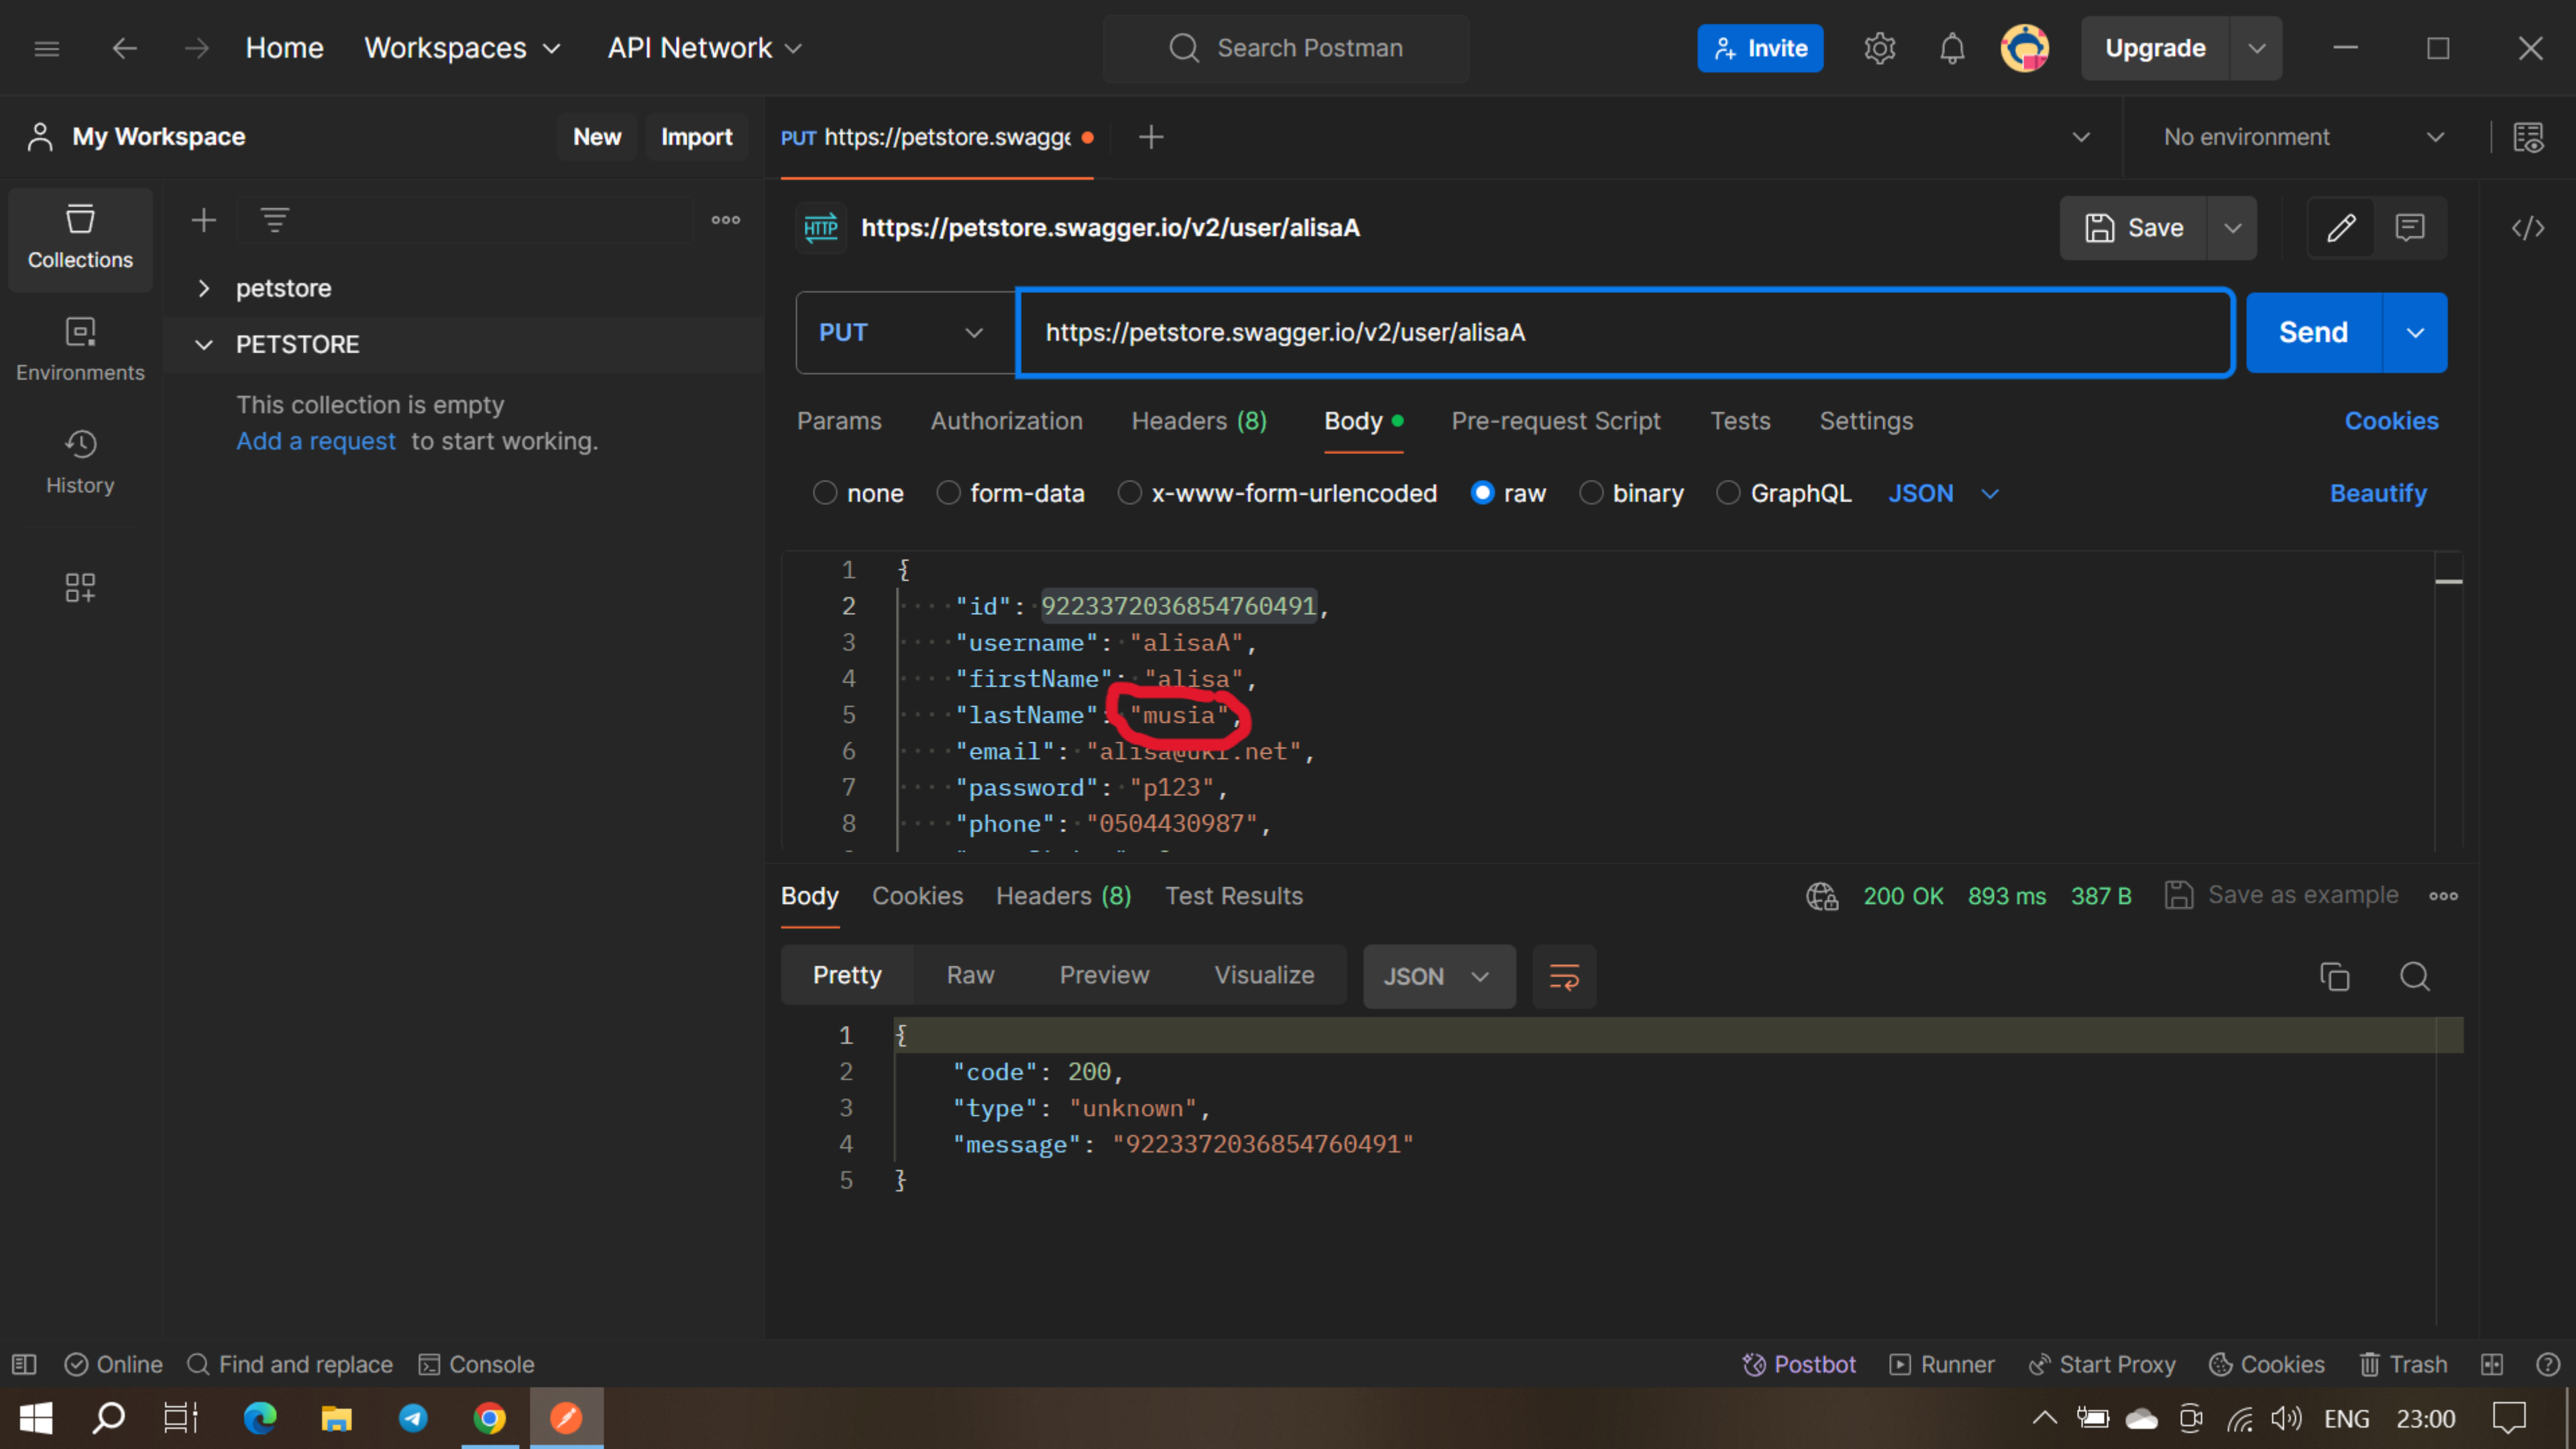 Home Workspaces API Network Search Postman Invite Upgrade
My Workspace New Import PUT https://petstore.swagge No environment
Collections
Environments
History
petstore
PETSTORE
This collection is empty
Add a request to start working.
HTTP https://petstore.swagger.io/v2/user/alisaA Save
PUT https://petstore.swagger.io/v2/user/alisaA Send
Params Authorization Headers (8) Body Pre-request Script Tests Settings Cookies
none form-data x-www-form-urlencoded raw binary GraphQL JSON Beautify
1 {
2 "id": 9223372036854760491,
3 "username": "alisaA",
4 "firstName": "alisa",
5 "lastName": "musia",
6 "email": "alisa@uki.net",
7 "password": "p123",
8 "phone": "0504430987",
Body Cookies Headers (8) Test Results 200 OK 893 ms 387 B Save as example
Pretty Raw Preview Visualize JSON
1 {
2 "code": 200,
3 "type": "unknown",
4 "message": "9223372036854760491"
5 }
Online Find and replace Console Postbot Runner Start Proxy Cookies Trash
ENG 23:00